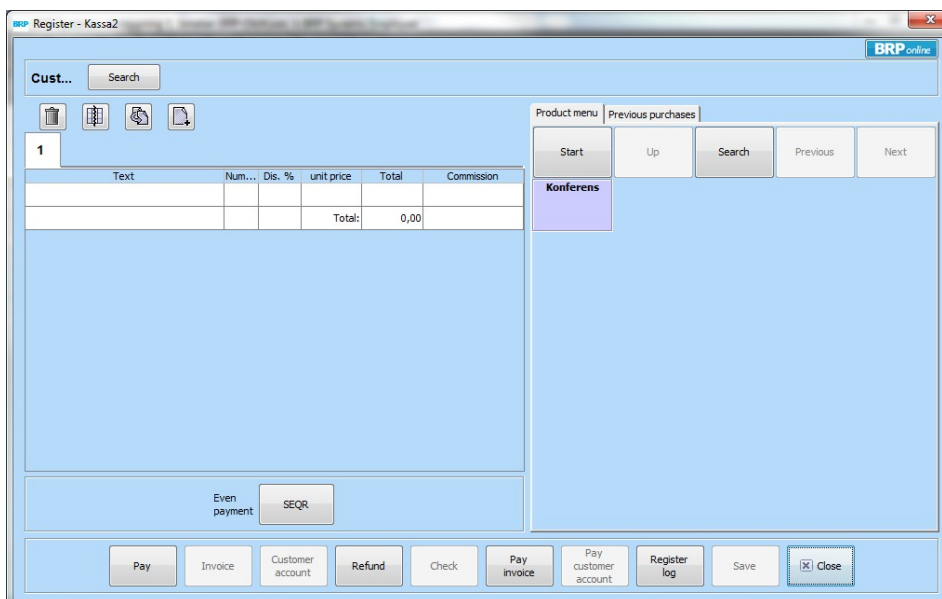 BRP Register - Kassa2
BRP online
Cust... Search
Product menu Previous purchases
1
Start Up Search Previous Next
Text Num... Dis. % unit price Total Commission
Konferens
Total: 0,00
Even
payment
SEQR
Pay
Invoice
Customer
account
Refund
Check
Pay
invoice
Pay
customer
account
Register
log
Save
Close